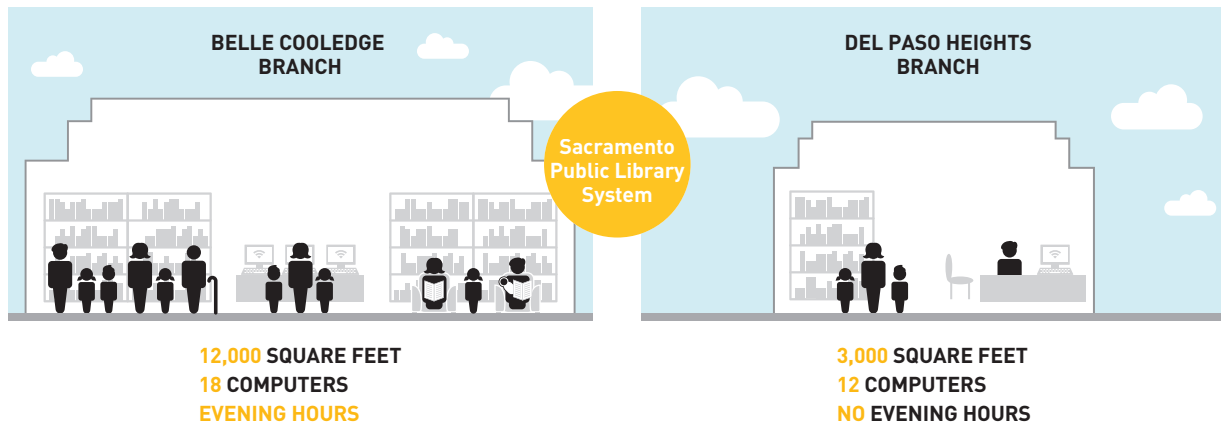 BELLE COOLEDGE
BRANCH
DEL PASO HEIGHTS
BRANCH
Sacramento
Public Library
System
12,000 SQUARE FEET
18 COMPUTERS
EVENING HOURS
3,000 SQUARE FEET
12 COMPUTERS
NO EVENING HOURS